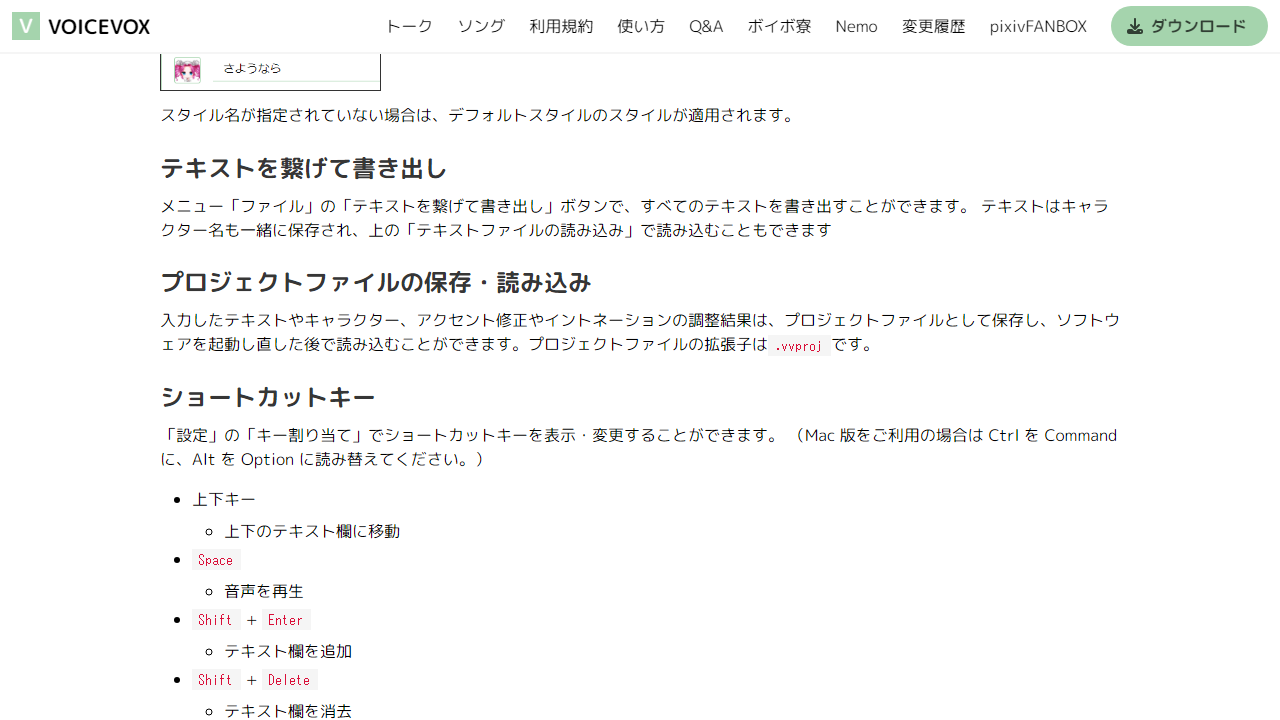 VOICEVOX トーク ソング 利用規約 使い方 Q&A ボイボ寮 Nemo 変更履歴 pixivFANBOX ダウンロード
さようなら
スタイル名が指定されていない場合は、デフォルトスタイルのスタイルが適用されます。
テキストを繋げて書き出し
メニュー「ファイル」の「テキストを繋げて書き出し」ボタンで、すべてのテキストを書き出すことができます。 テキストはキャラ
クター名も一緒に保存され、上の「テキストファイルの読み込み」で読み込むこともできます
プロジェクトファイルの保存・読み込み
入力したテキストやキャラクター、アクセント修正やイントネーションの調整結果は、プロジェクトファイルとして保存し、ソフトウ
ェアを起動し直した後で読み込むことができます。プロジェクトファイルの拡張子は .vvproj です。
ショートカットキー
「設定」の「キー割り当て」でショートカットキーを表示・変更することができます。 （Mac 版をご利用の場合は Ctrl を Command
に、Alt を Option に読み替えてください。）
上下キー
上下のテキスト欄に移動
Space
音声を再生
Shift + Enter
テキスト欄を追加
Shift + Delete
テキスト欄を消去